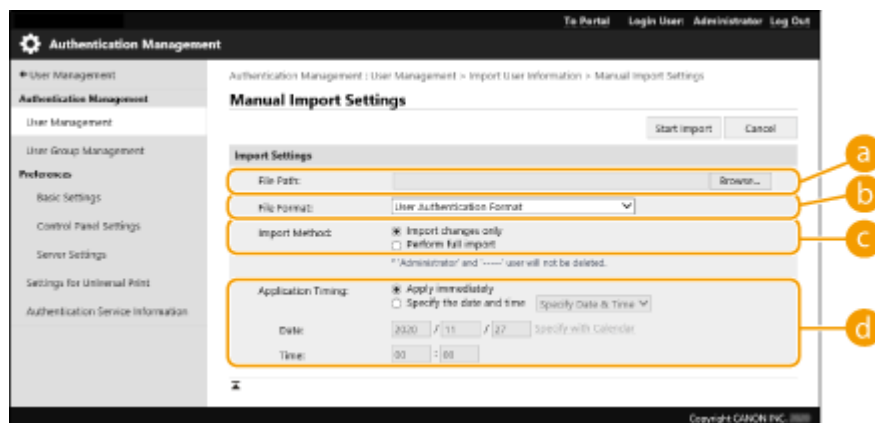 To Portal Login User: Administrator Log Out
Authentication Management
User Management
Authentication Management : User Management > Import User Information > Manual Import Settings
Authentication Management
User Management
User Group Management
Preferences
Basic Settings
Control Panel Settings
Server Settings
Settings for Universal Print
Authentication Service Information
Manual Import Settings
Start Import Cancel
Import Settings
File Path: Browse... a
File Format: User Authentication Format b
Import Method: Import changes only
Perform full import c
* 'Administrator' and '-----' user will not be deleted.
Application Timing: Apply immediately
Specify the date and time Specify Date & Time
Date: 2020 / 11 / 27 Specify with Calendar d
Time: 00 : 00
Copyright CANON INC.